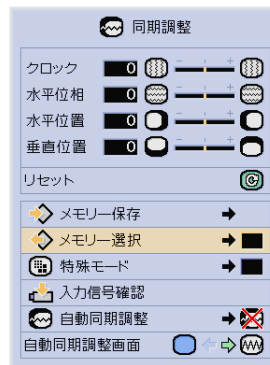 同期調整
クロック 0
水平位相 0
水平位置 0
垂直位置 0
リセット
メモリー保存
メモリー選択
特殊モード
入力信号確認
自動同期調整
自動同期調整画面